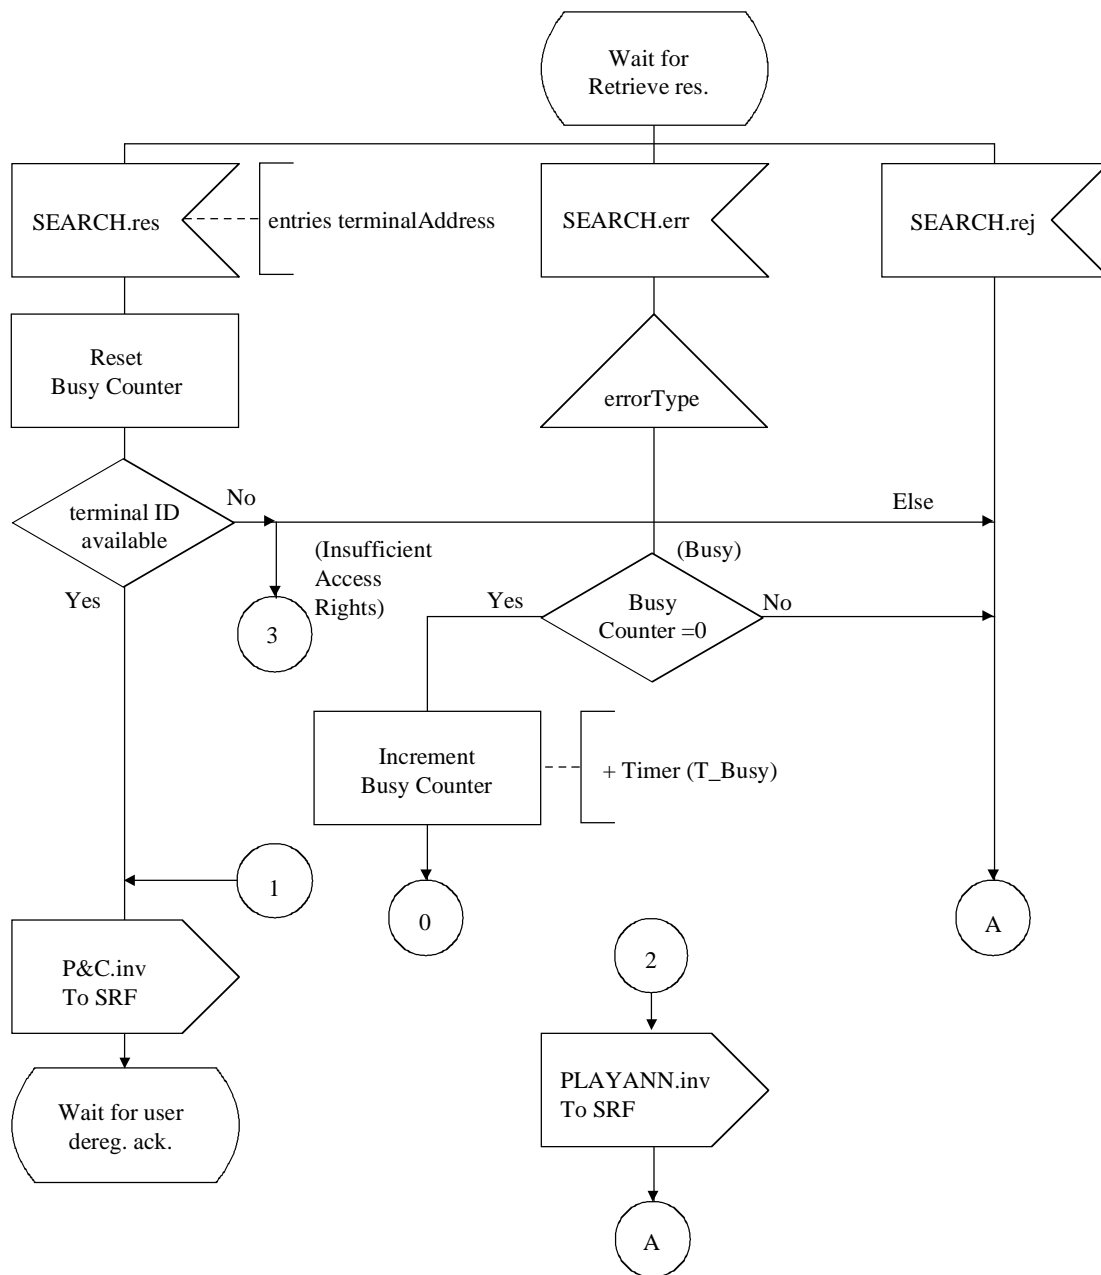 Wait for
Retrieve res.
SEARCH.res
entries terminalAddress
SEARCH.err
SEARCH.rej
Reset
Busy Counter
errorType
terminal ID
available
No
Else
Yes
(Insufficient
Access
Rights)
3
(Busy)
Yes
Busy
Counter =0
No
Increment
Busy Counter
+ Timer (T_Busy)
1
0
A
P&C.inv
To SRF
2
Wait for user
dereg. ack.
PLAYANN.inv
To SRF
A